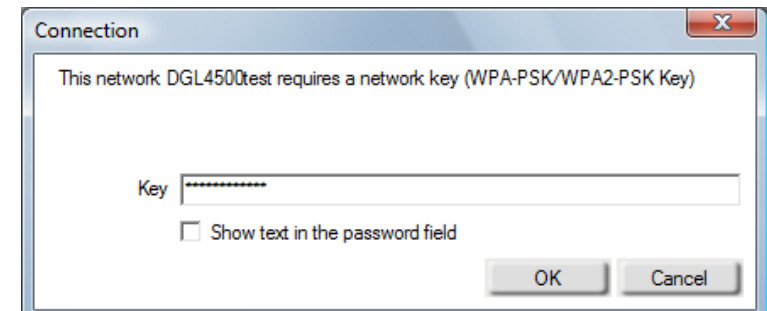 Connection
This network DGL4500test requires a network key (WPA-PSK/WPA2-PSK Key)
Key ************
Show text in the password field
OK Cancel